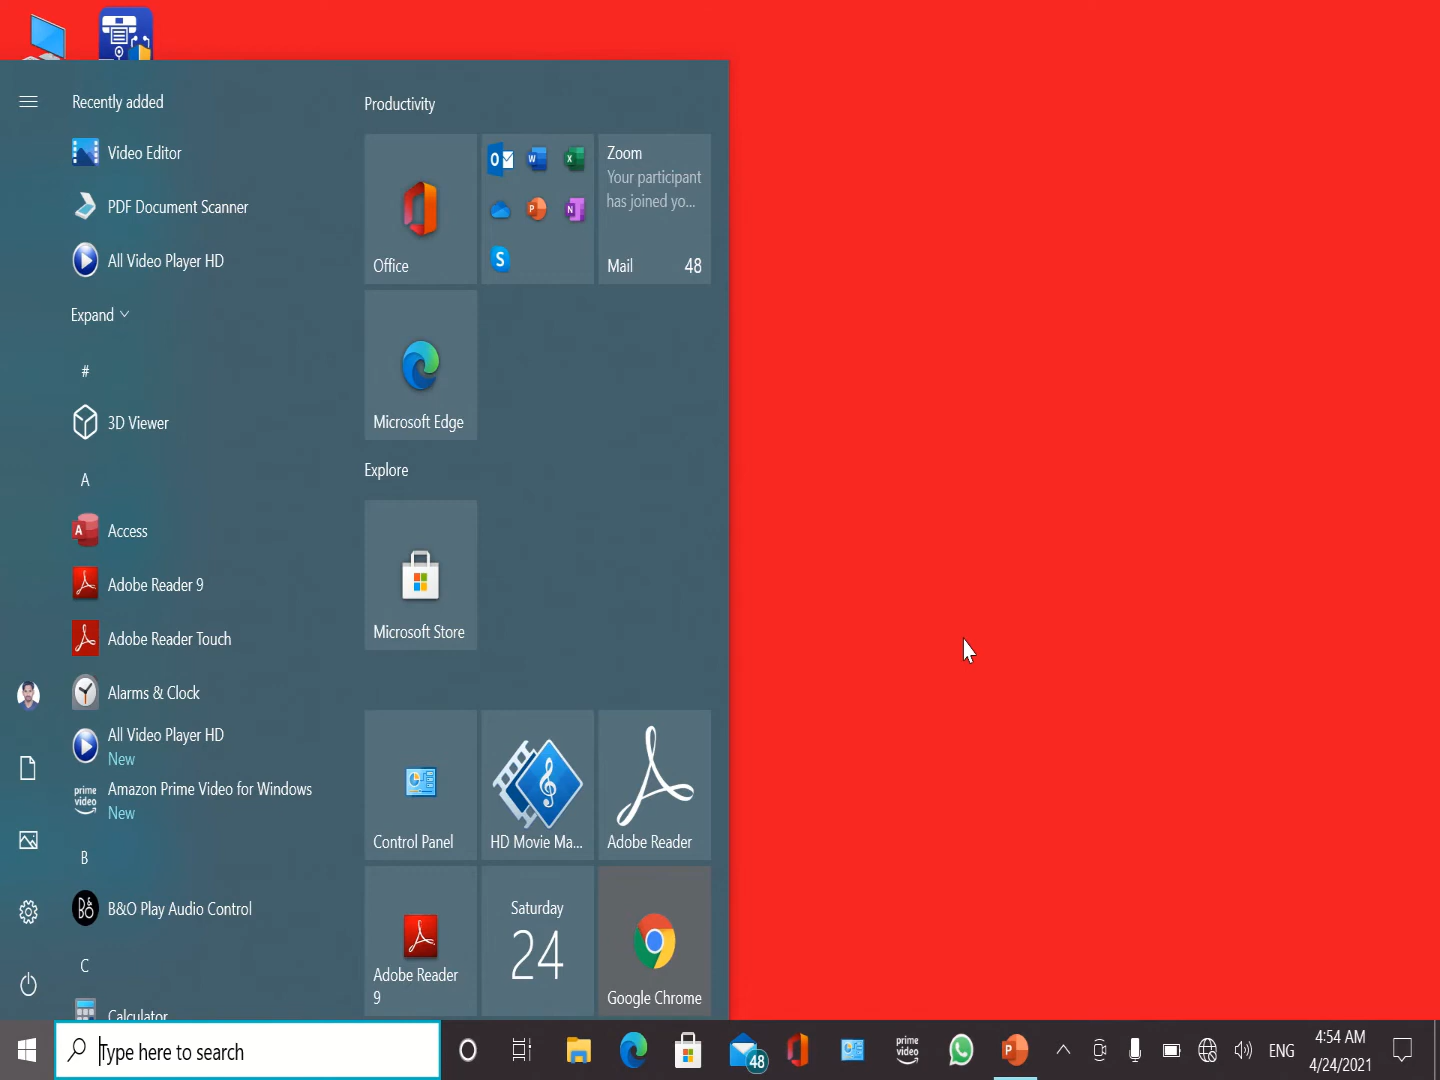 Recently added
Video Editor
PDF Document Scanner
All Video Player HD
Expand
#
3D Viewer
A
Access
Adobe Reader 9
Adobe Reader Touch
Alarms & Clock
All Video Player HD
New
Amazon Prime Video for Windows
New
B
B&O Play Audio Control
C
Calculator
Productivity
Office
Zoom
Your participant
has joined yo...
Mail 48
Microsoft Edge
Explore
Microsoft Store
Control Panel
HD Movie Ma...
Adobe Reader
Adobe Reader
9
Saturday
24
Google Chrome
prime
video
Type here to search
48
prime
video
ENG
4:54 AM
4/24/2021